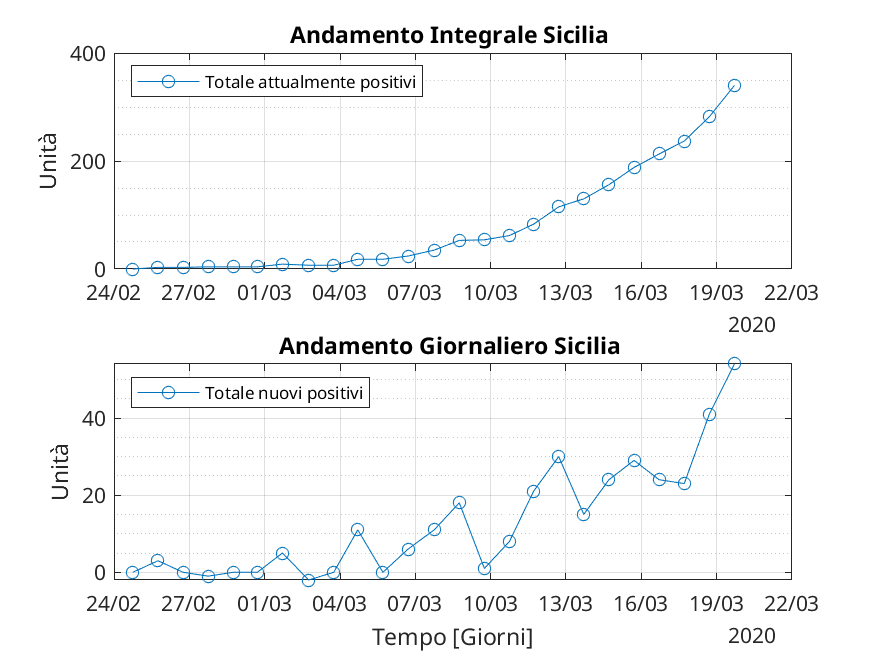 Andamento Integrale Sicilia
400
Totale attualmente positivi
Unità
200
0
24/02 27/02 01/03 04/03 07/03 10/03 13/03 16/03 19/03 22/03
2020
Andamento Giornaliero Sicilia
Totale nuovi positivi
40
Unità
20
0
24/02 27/02 01/03 04/03 07/03 10/03 13/03 16/03 19/03 22/03
Tempo [Giorni]
2020